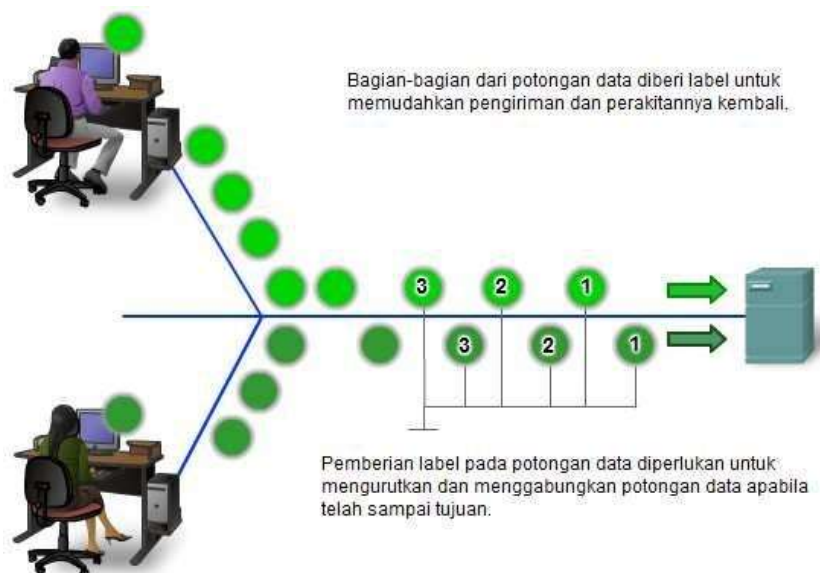 Bagian-bagian dari potongan data diberi label untuk
memudahkan pengiriman dan perakitannya kembali.
3 2 1
3 2 1
Pemberian label pada potongan data diperlukan untuk
mengurutkan dan menggabungkan potongan data apabila
telah sampai tujuan.